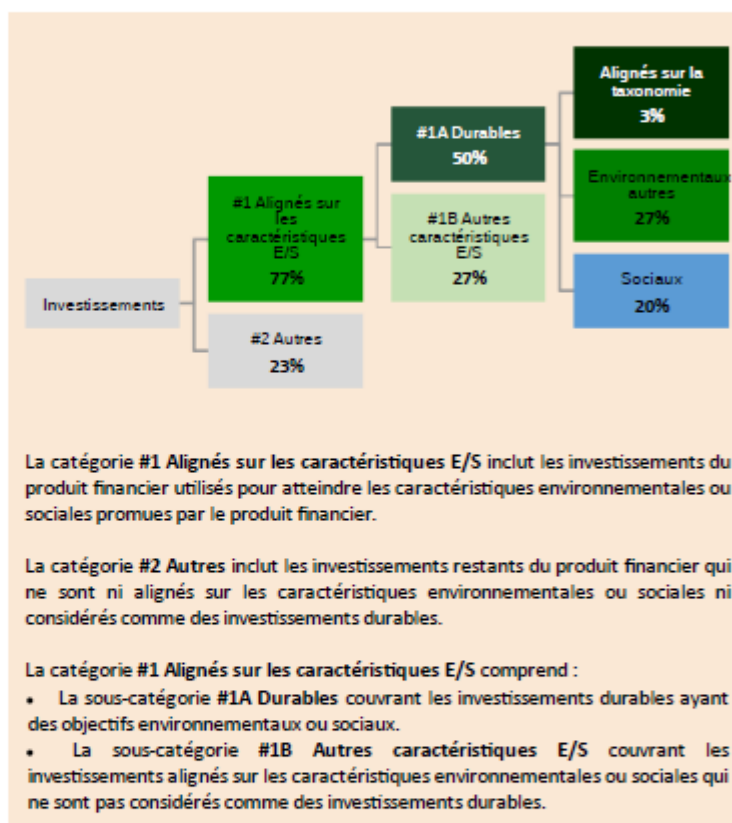 Alignés sur la
taxonomie
3%
#1A Durables
50%
Environnementaux
autres
27%
#1 Alignés sur
les
caractéristiques
E/S
77%
#1B Autres
caractéristiques
E/S
27%
Sociaux
20%
Investissements
#2 Autres
23%
La catégorie #1 Alignés sur les caractéristiques E/S inclut les investissements du
produit financier utilisés pour atteindre les caractéristiques environnementales ou
sociales promues par le produit financier.
La catégorie #2 Autres inclut les investissements restants du produit financier qui
ne sont ni alignés sur les caractéristiques environnementales ou sociales ni
considérés comme des investissements durables.
La catégorie #1 Alignés sur les caractéristiques E/S comprend :
• La sous-catégorie #1A Durables couvrant les investissements durables ayant
des objectifs environnementaux ou sociaux.
• La sous-catégorie #1B Autres caractéristiques E/S couvrant les
investissements alignés sur les caractéristiques environnementales ou sociales qui
ne sont pas considérés comme des investissements durables.